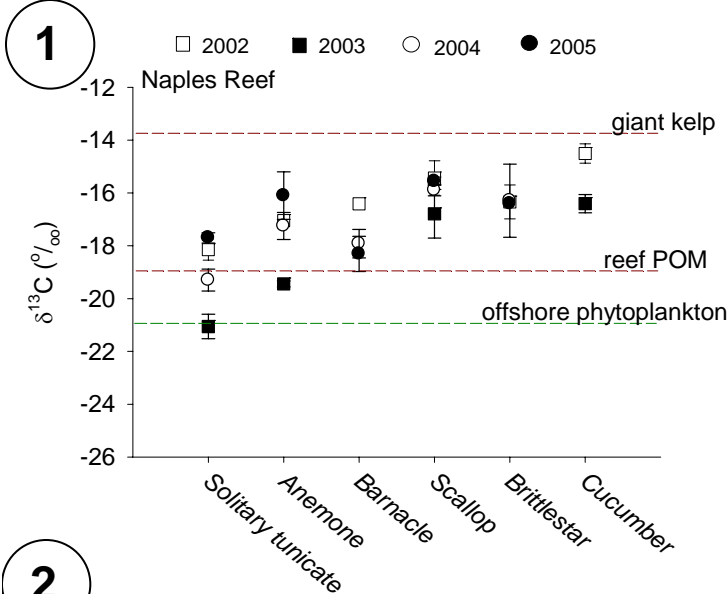 1
2002 2003 2004 2005
Naples Reef
-12
giant kelp
-14
-16
-18
reef POM
-20
offshore phytoplankton
-22
-24
-26
δ13C (o/oo)
Solitary tunicate
Anemone
Barnacle
Scallop
Brittlestar
Cucumber
2